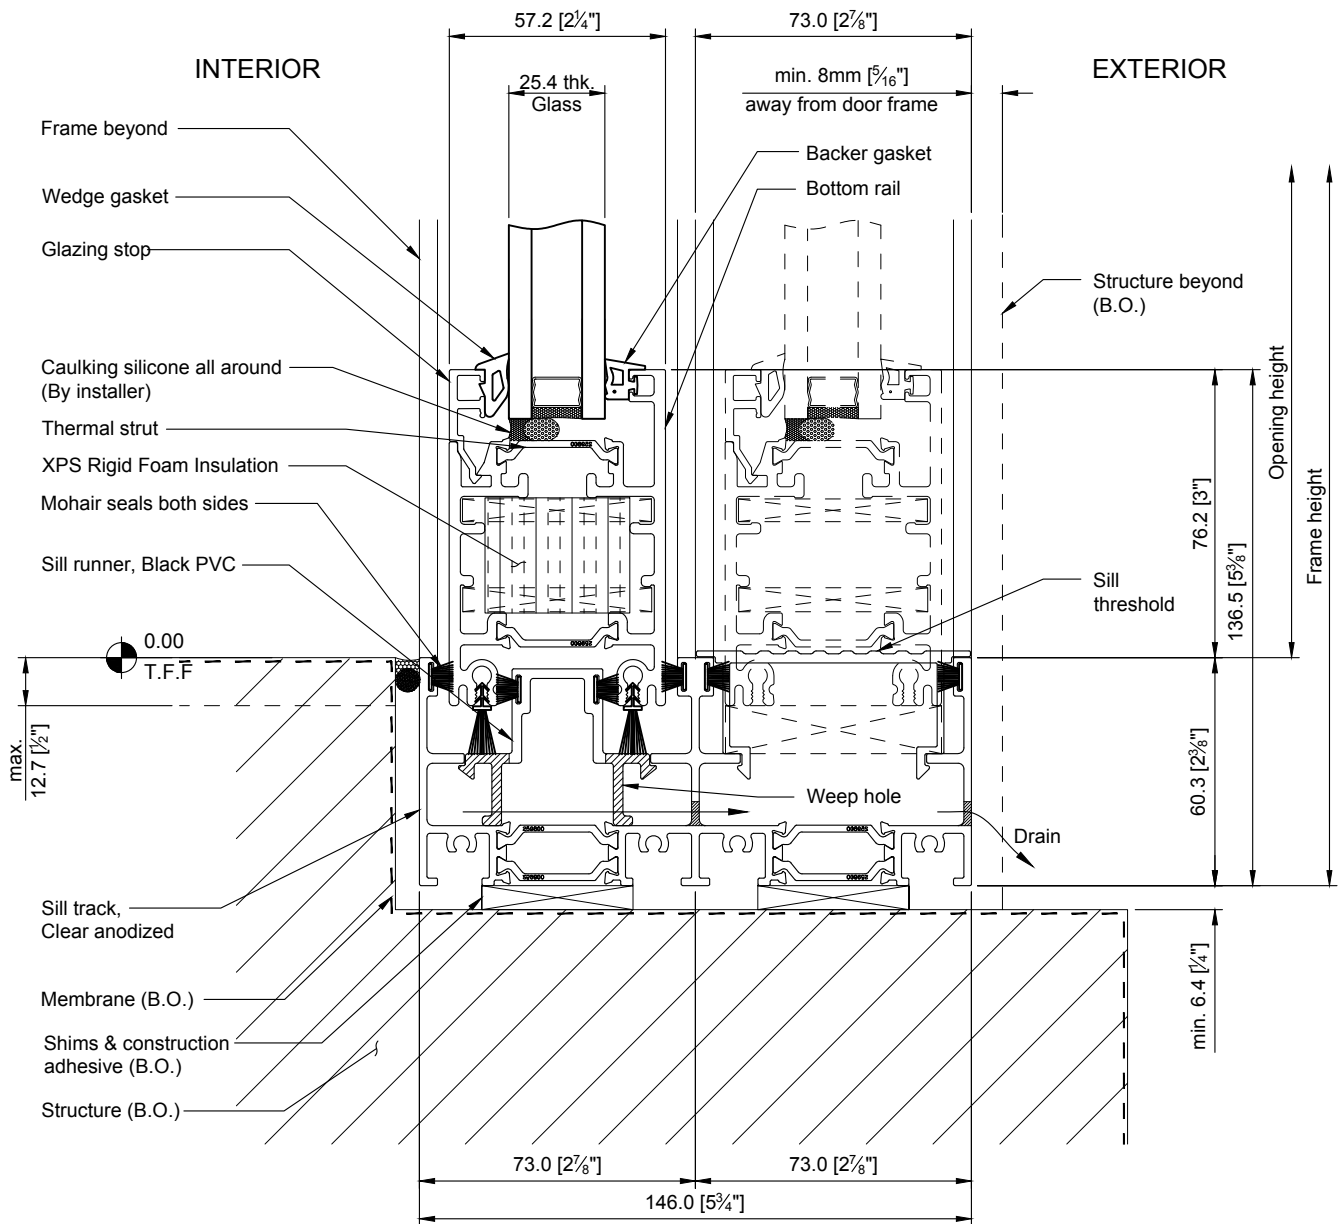 57.2 [2¼"]
73.0 [2⅞"]
INTERIOR
EXTERIOR
25.4 thk.
Glass
min. 8mm [5⁄16"]
away from door frame
Frame beyond
Wedge gasket
Glazing stop
Backer gasket
Bottom rail
Structure beyond
(B.O.)
Caulking silicone all around
(By installer)
Thermal strut
XPS Rigid Foam Insulation
Mohair seals both sides
Sill runner, Black PVC
Opening height
Frame height
76.2 [3"]
136.5 [5⅜"]
Sill
threshold
0.00
T.F.F
max.
12.7 [½"]
60.3 [2⅜"]
Weep hole
Drain
Sill track,
Clear anodized
Membrane (B.O.)
Shims & construction
adhesive (B.O.)
Structure (B.O.)
min. 6.4 [¼"]
73.0 [2⅞"]
73.0 [2⅞"]
146.0 [5¾"]